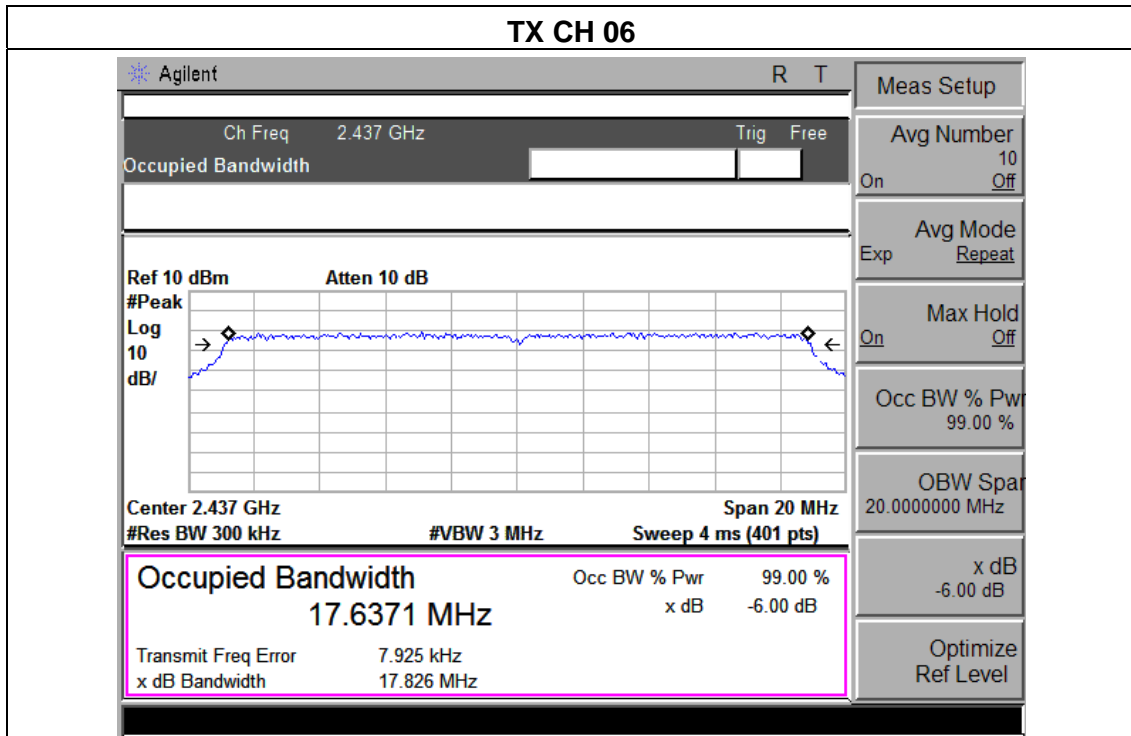 TX CH 06
Agilent R T
Meas Setup
Ch Freq 2.437 GHz Trig Free
Occupied Bandwidth
Avg Number
10
On Off
Avg Mode
Exp Repeat
Max Hold
On Off
Occ BW % Pwr
99.00 %
OBW Span
20.0000000 MHz
x dB
-6.00 dB
Optimize
Ref Level
Ref 10 dBm Atten 10 dB
#Peak
Log
10
dB/
Center 2.437 GHz Span 20 MHz
#Res BW 300 kHz #VBW 3 MHz Sweep 4 ms (401 pts)
Occupied Bandwidth Occ BW % Pwr 99.00 %
17.6371 MHz x dB -6.00 dB
Transmit Freq Error 7.925 kHz
x dB Bandwidth 17.826 MHz